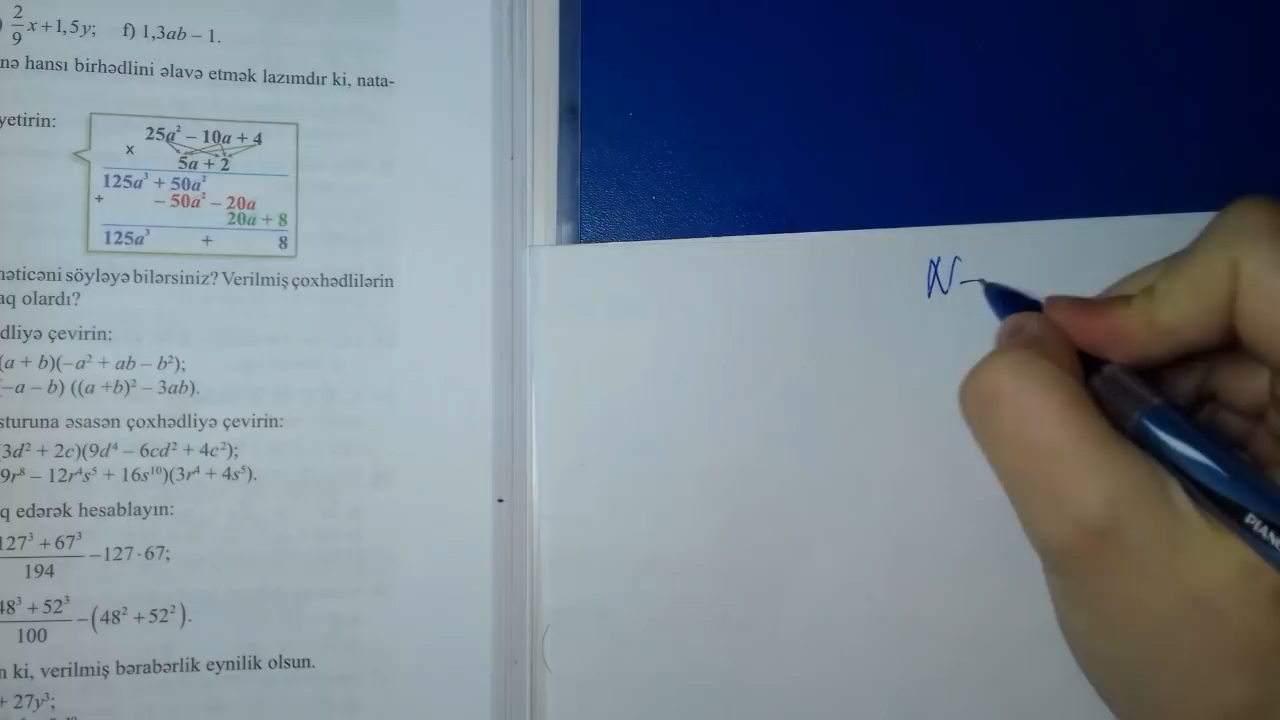 2/9 x+1,5y; f) 1,3ab – 1.
nə hansı birhədlini əlavə etmək lazımdır ki, nata-
yetirin:
25a² – 10a + 4
x
5a + 2
125a³ + 50a²
+ – 50a² – 20a
20a + 8
125a³ + 8
nəticəni söyləyə bilərsiniz? Verilmiş çoxhədlilərin
aq olardı?
dliyə çevirin:
(a + b)(–a² + ab – b²);
(–a – b) ((a +b)² – 3ab).
sturuna əsasən çoxhədliyə çevirin:
(3d² + 2c)(9d⁴ – 6cd² + 4c²);
9r⁸ – 12r⁴s⁵ + 16s¹⁰)(3r⁴ + 4s⁵).
q edərək hesablayın:
127³ + 67³
194
–127·67;
48³ + 52³
100
–(48² + 52²).
n ki, verilmiş bərabərlik eynilik olsun.
+ 27y³;
N-
PIAN